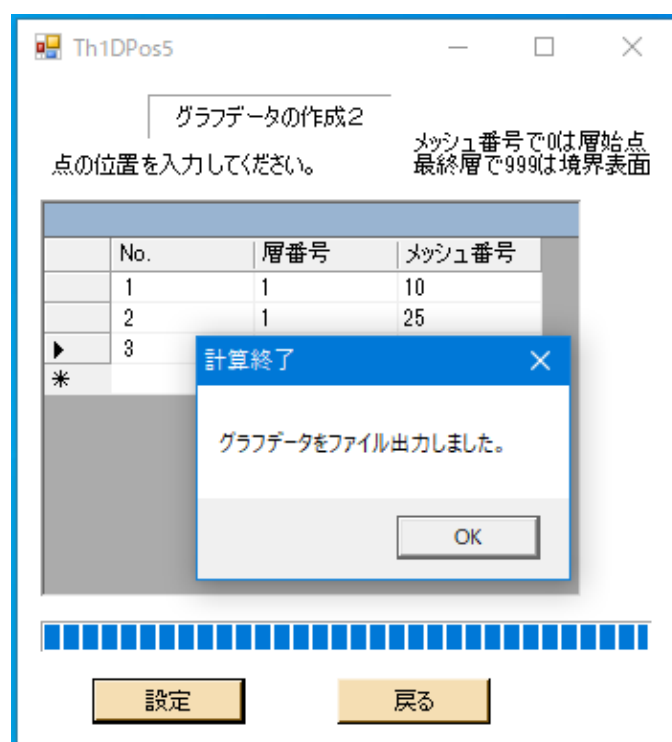 Th1DPos5
グラフデータの作成2
メッシュ番号で0は層始点
点の位置を入力してください。
最終層で999は境界表面
No. 層番号 メッシュ番号
1 1 10
2 1 25
3
計算終了
グラフデータをファイル出力しました。
OK
設定 戻る